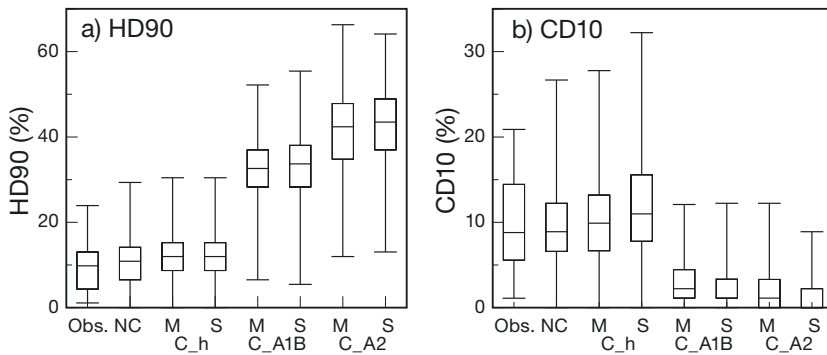 a) HD90
HD90 (%)
60
40
20
0
Obs. NC M S M S M S
C_h C_A1B C_A2
b) CD10
CD10 (%)
30
20
10
0
Obs. NC M S M S M S
C_h C_A1B C_A2